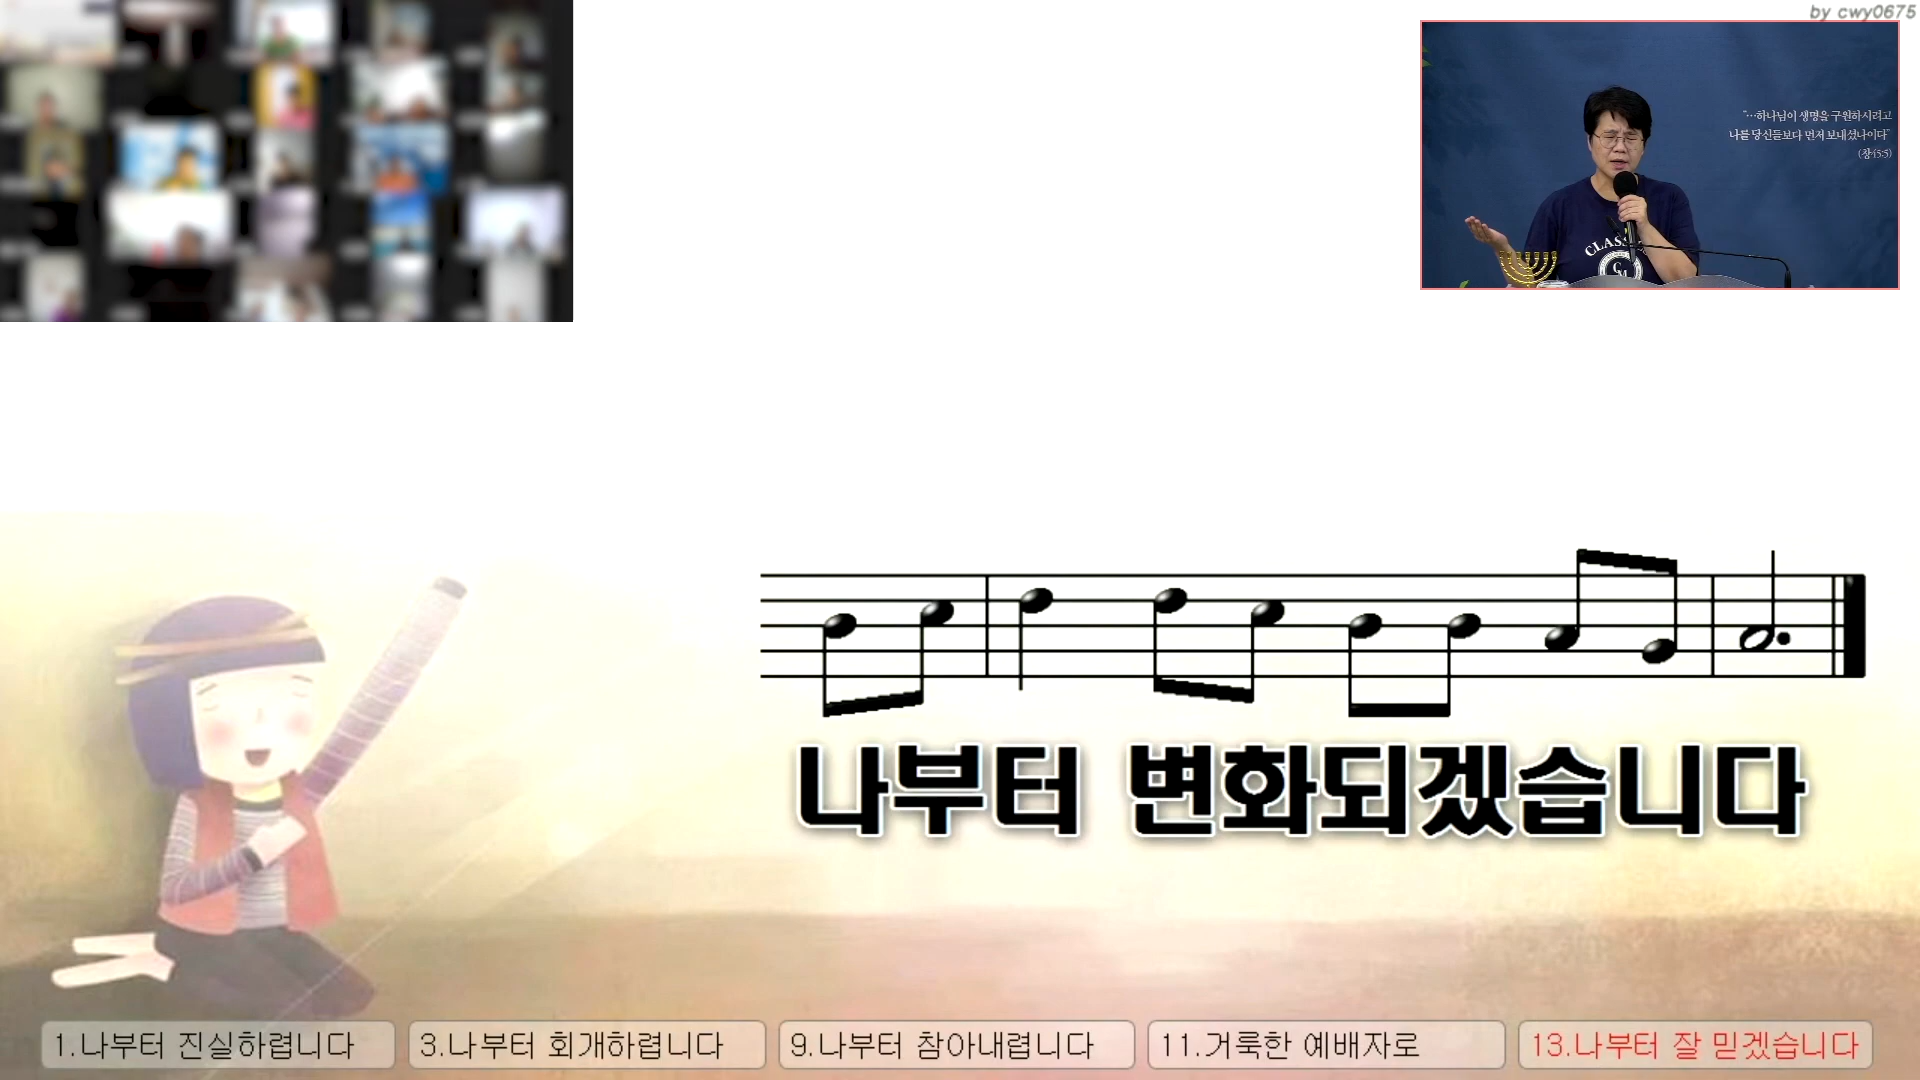 by cwy0675
"…하나님이 생명을 구원하시려고
나를 당신들보다 먼저 보내셨나이다"
(창45:5)
CM
나부터 변화되겠습니다
1.나부터 진실하렵니다
3.나부터 회개하렵니다
9.나부터 참아내렵니다
11.거룩한 예배자로
13.나부터 잘 믿겠습니다